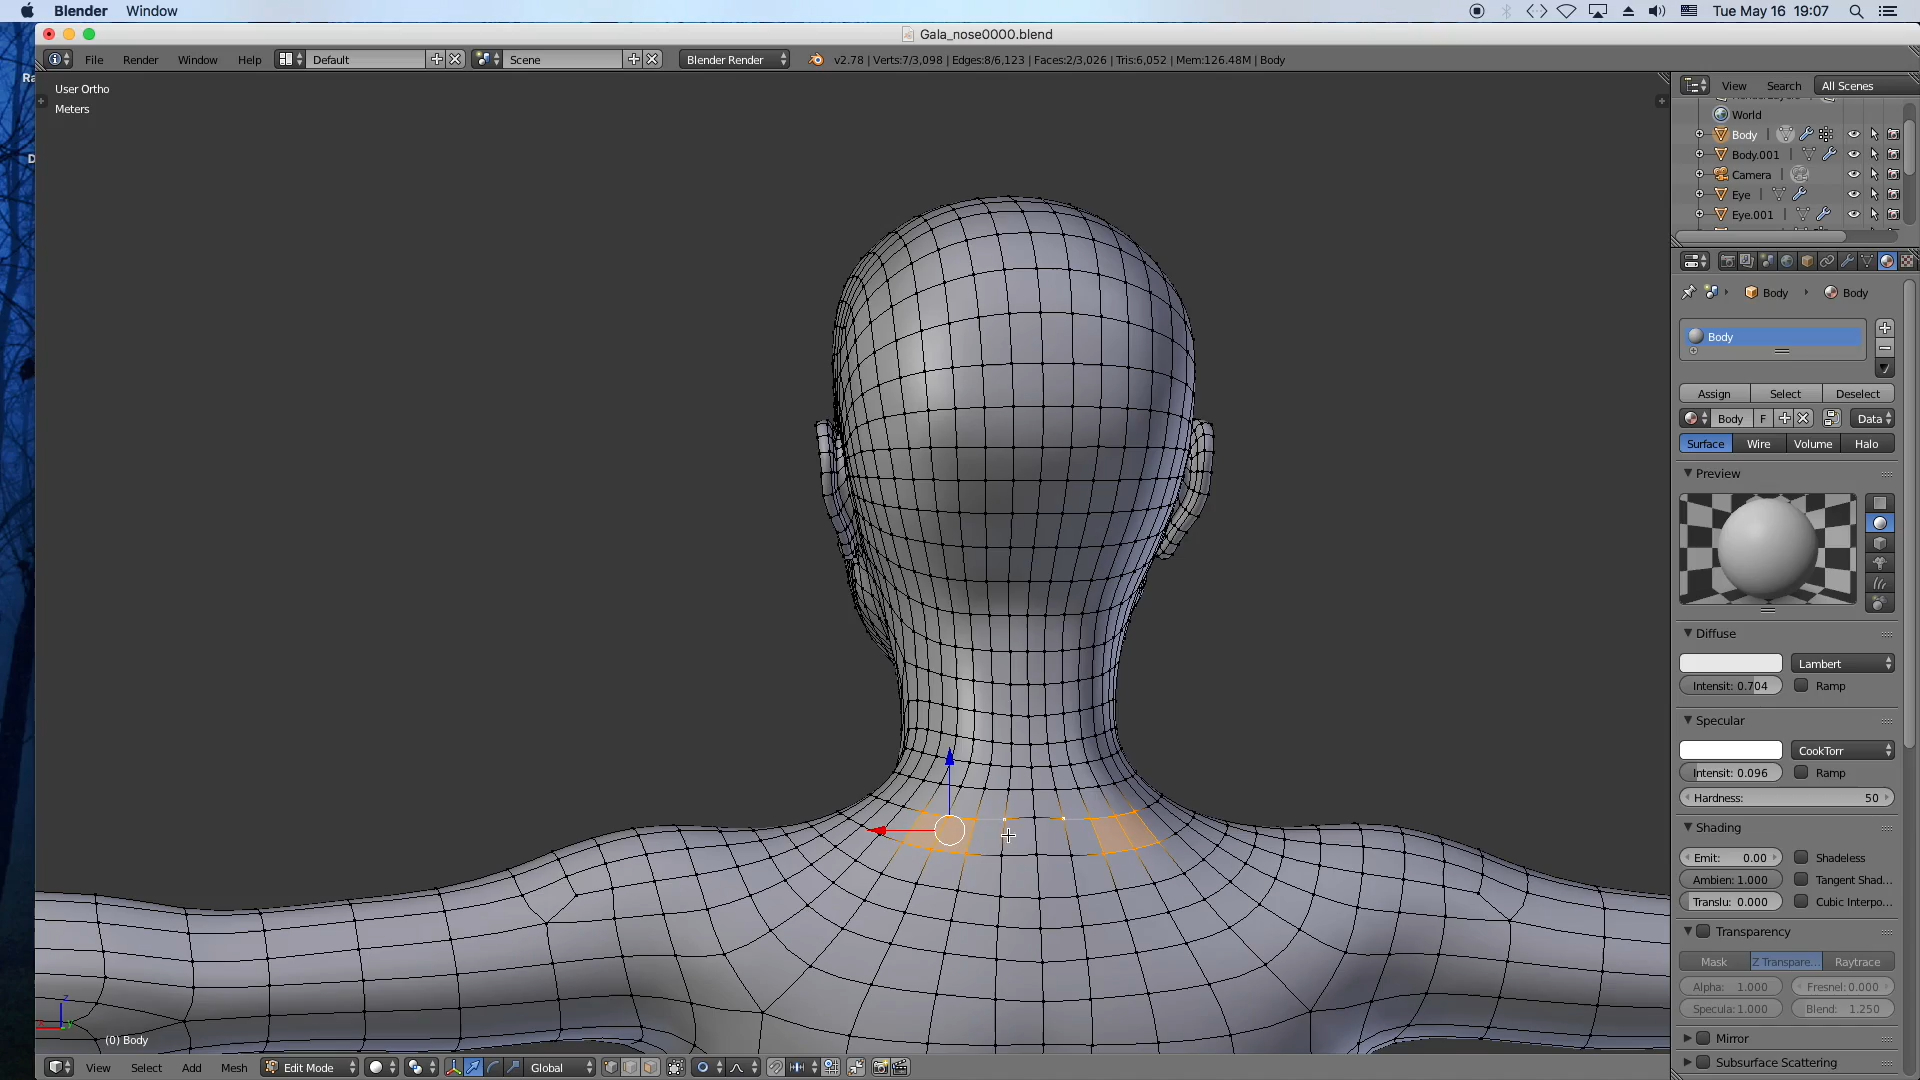 Blender Window Tue May 16 19:07
Gala_nose0000.blend
File Render Window Help Default Scene Blender Render v2.78 | Verts:7/3,098 | Edges:8/6,123 | Faces:2/3,026 | Tris:6,052 | Mem:126.48M | Body
User Ortho
Meters
View Search All Scenes
World
Body
Body.001
Camera
Eye
Eye.001
Body Body
Body
Assign Select Deselect
Body F Data
Surface Wire Volume Halo
Preview
Diffuse
Lambert
Intensit: 0.704 Ramp
Specular
CookTorr
Intensit: 0.096 Ramp
Hardness: 50
Shading
Emit: 0.00 Shadeless
Ambien: 1.000 Tangent Shad...
Translu: 0.000 Cubic Interpo...
Transparency
Mask Z Transpare... Raytrace
Alpha: 1.000 Fresnel: 0.000
Specula: 1.000 Blend: 1.250
Mirror
Subsurface Scattering
(0) Body
View Select Add Mesh Edit Mode Global